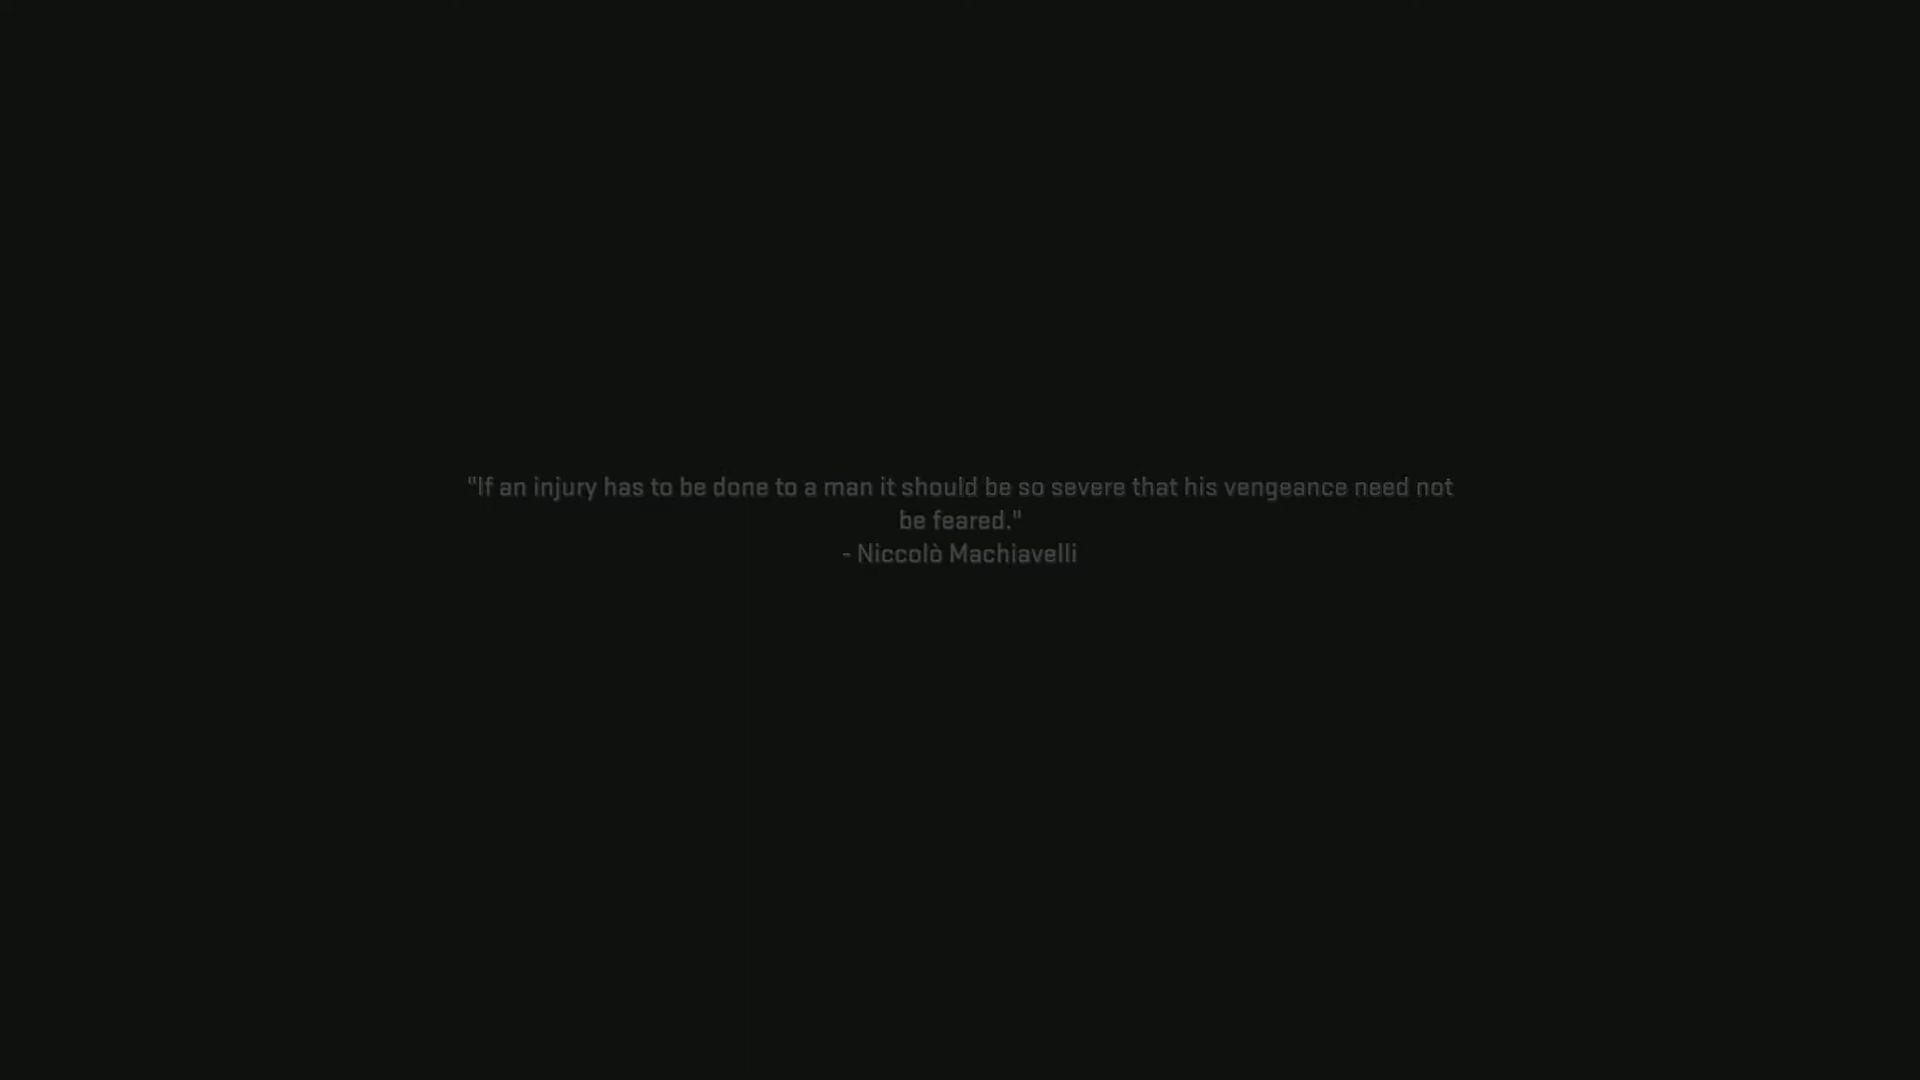 "If an injury has to be done to a man it should be so severe that his vengeance need not
be feared."
- Niccolò Machiavelli